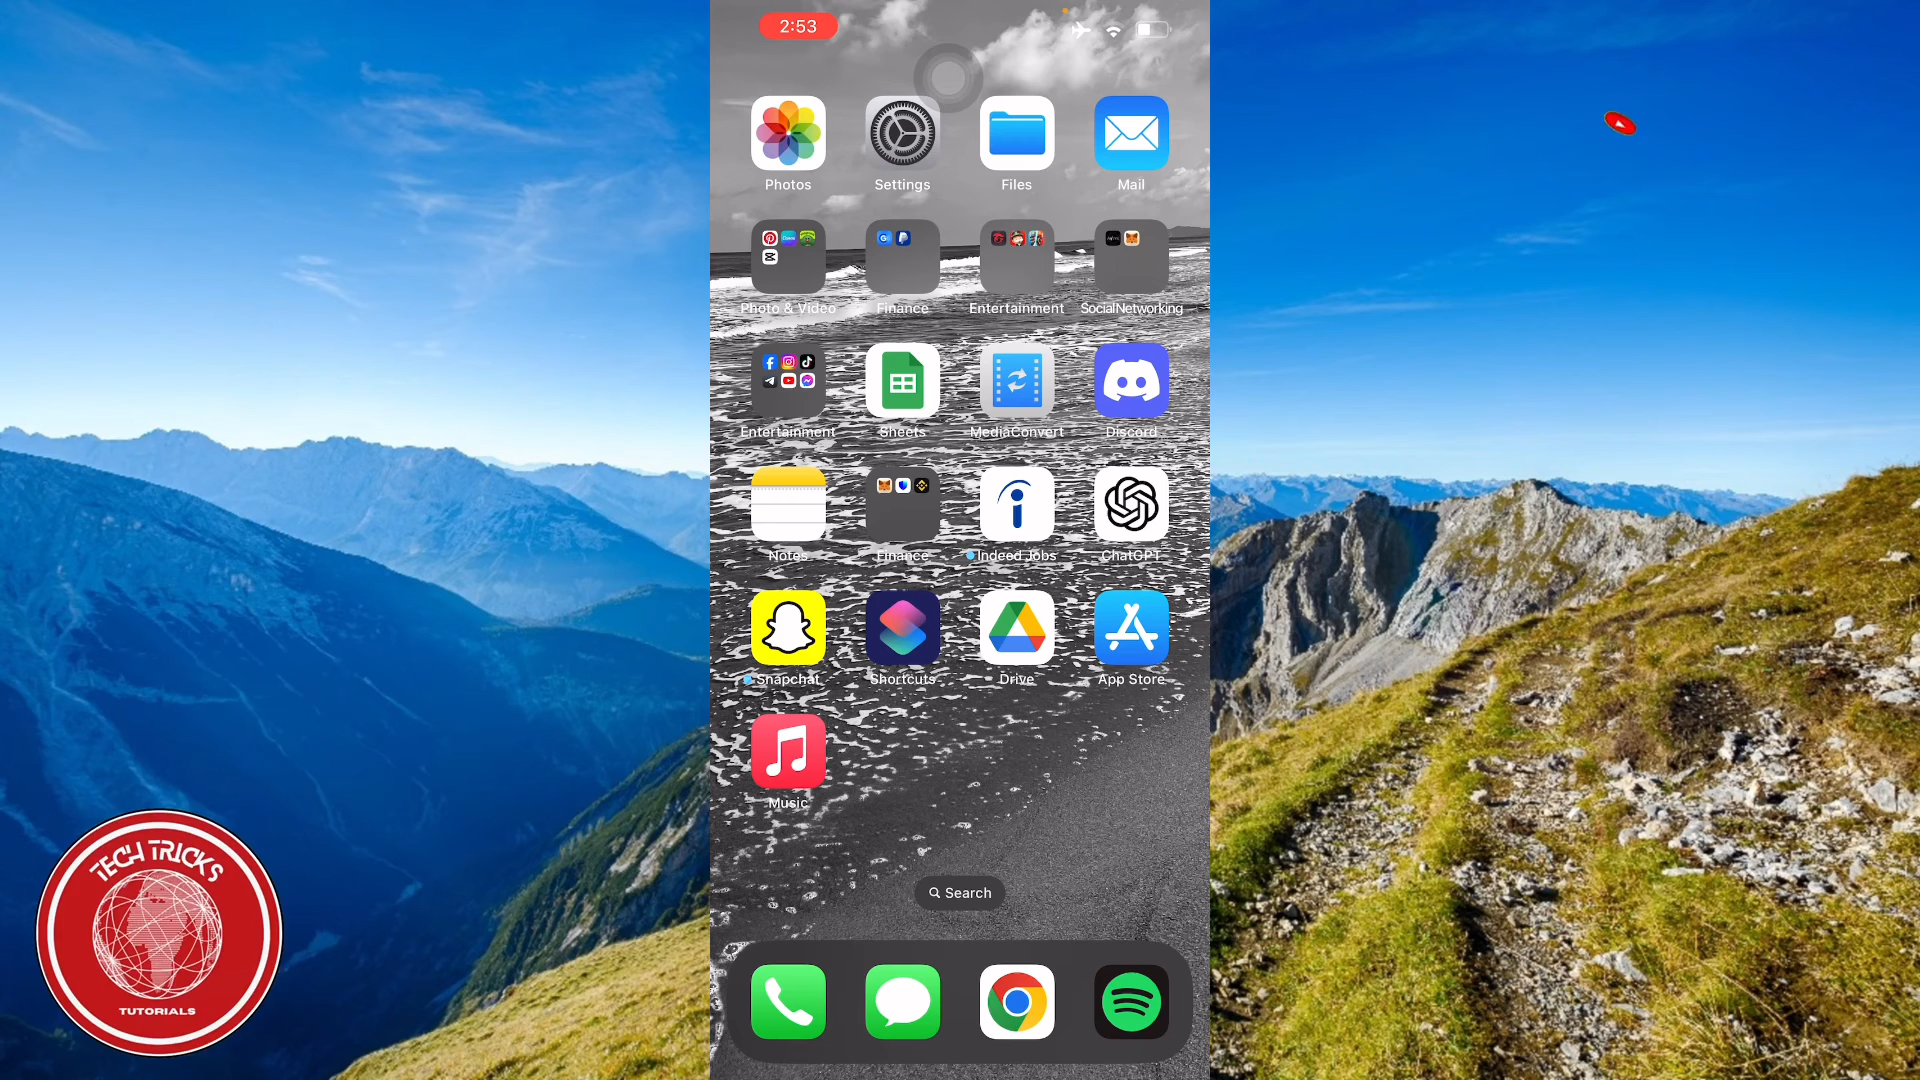 2:53
Photos
Settings
Files
Mail
Photo & Video
Finance
Entertainment
SocialNetworking
Entertainment
Sheets
MediaConvert
Discord
Notes
Finance
Indeed Jobs
ChatGPT
Snapchat
Shortcuts
Drive
App Store
Music
Search
TECH TRICKS
TUTORIALS